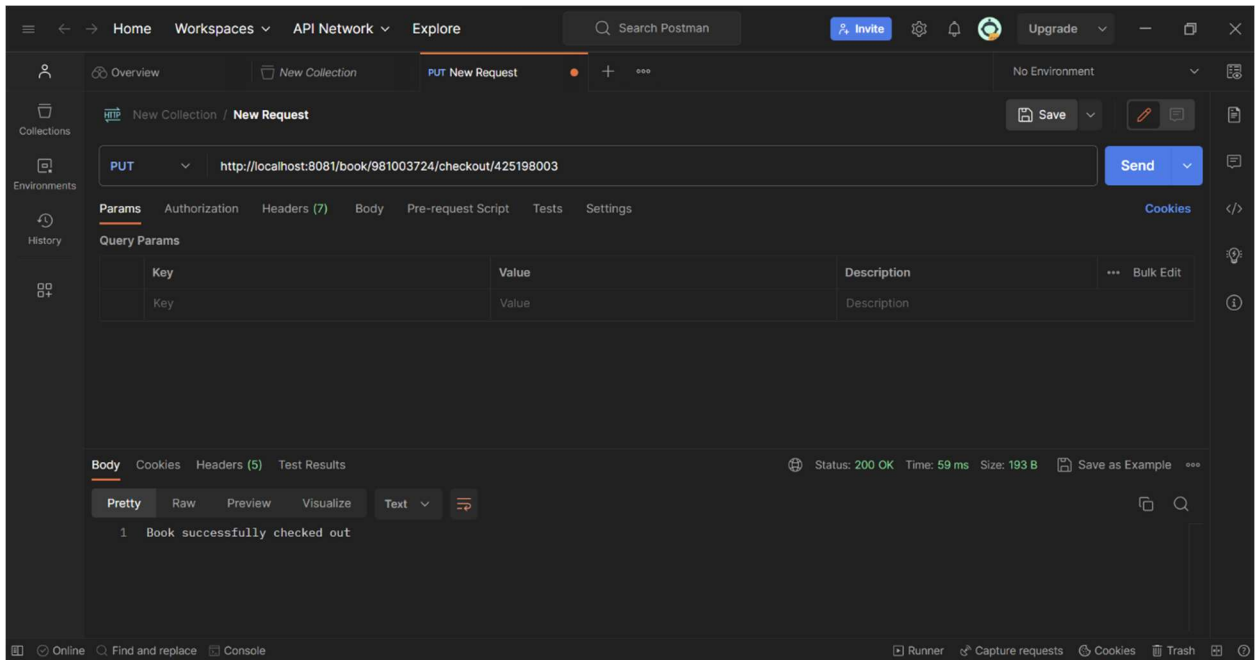 Home Workspaces API Network Explore Search Postman Invite Upgrade
Overview New Collection PUT New Request No Environment
HTTP New Collection / New Request Save
Collections
PUT http://localhost:8081/book/981003724/checkout/425198003 Send
Environments
Params Authorization Headers (7) Body Pre-request Script Tests Settings Cookies
History
Query Params
Key Value Description Bulk Edit
Key Value Description
Body Cookies Headers (5) Test Results Status: 200 OK Time: 59 ms Size: 193 B Save as Example
Pretty Raw Preview Visualize Text
1 Book successfully checked out
Online Find and replace Console Runner Capture requests Cookies Trash